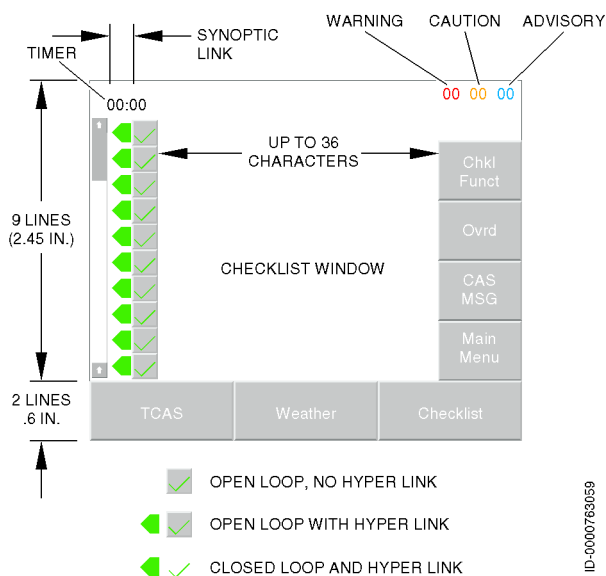 WARNING CAUTION ADVISORY
SYNOPTIC
LINK
TIMER
00:00
00 00 00
UP TO 36
CHARACTERS
Chkl
Funct
Ovrd
9 LINES
(2.45 IN.)
CHECKLIST WINDOW
CAS
MSG
Main
Menu
2 LINES
.6 IN.
TCAS Weather Checklist
OPEN LOOP, NO HYPER LINK
OPEN LOOP WITH HYPER LINK
CLOSED LOOP AND HYPER LINK
ID-0000763059